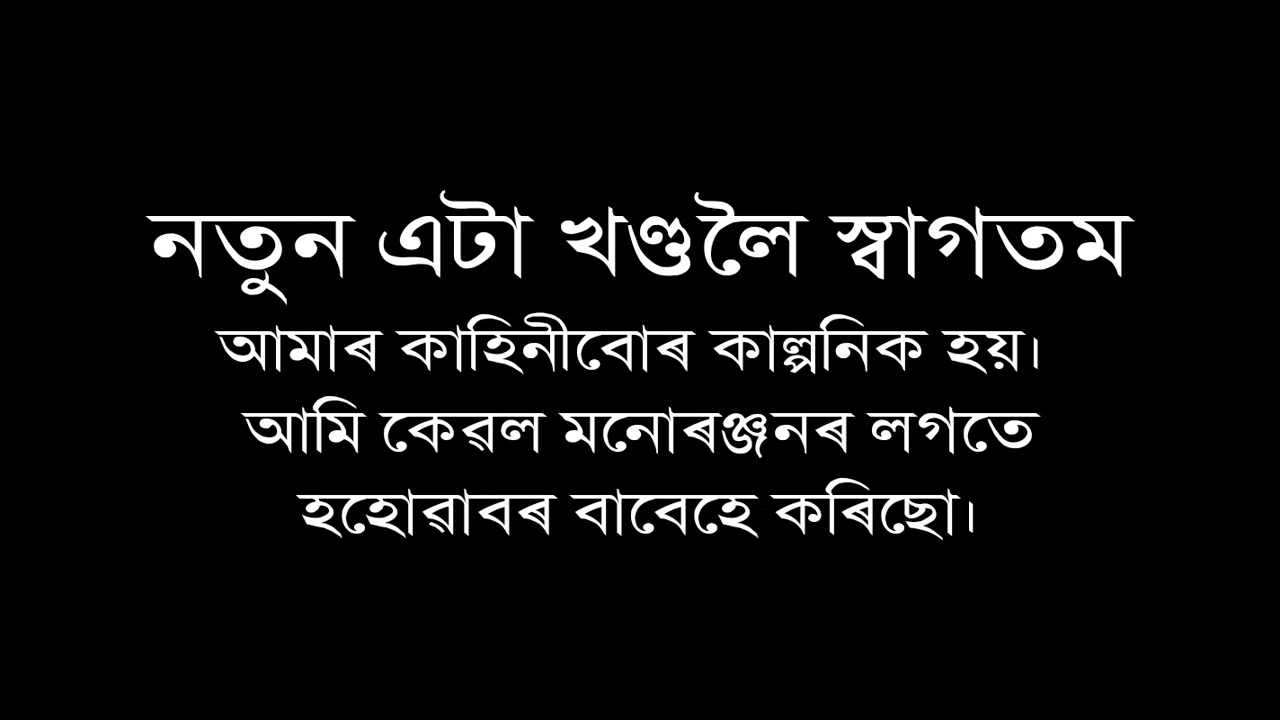 নতুন এটা খণ্ডলৈ স্বাগতম
আমাৰ কাহিনীবোৰ কাল্পনিক হয়।
আমি কেৱল মনোৰঞ্জনৰ লগতে
হহোৱাবৰ বাবেহে কৰিছো।